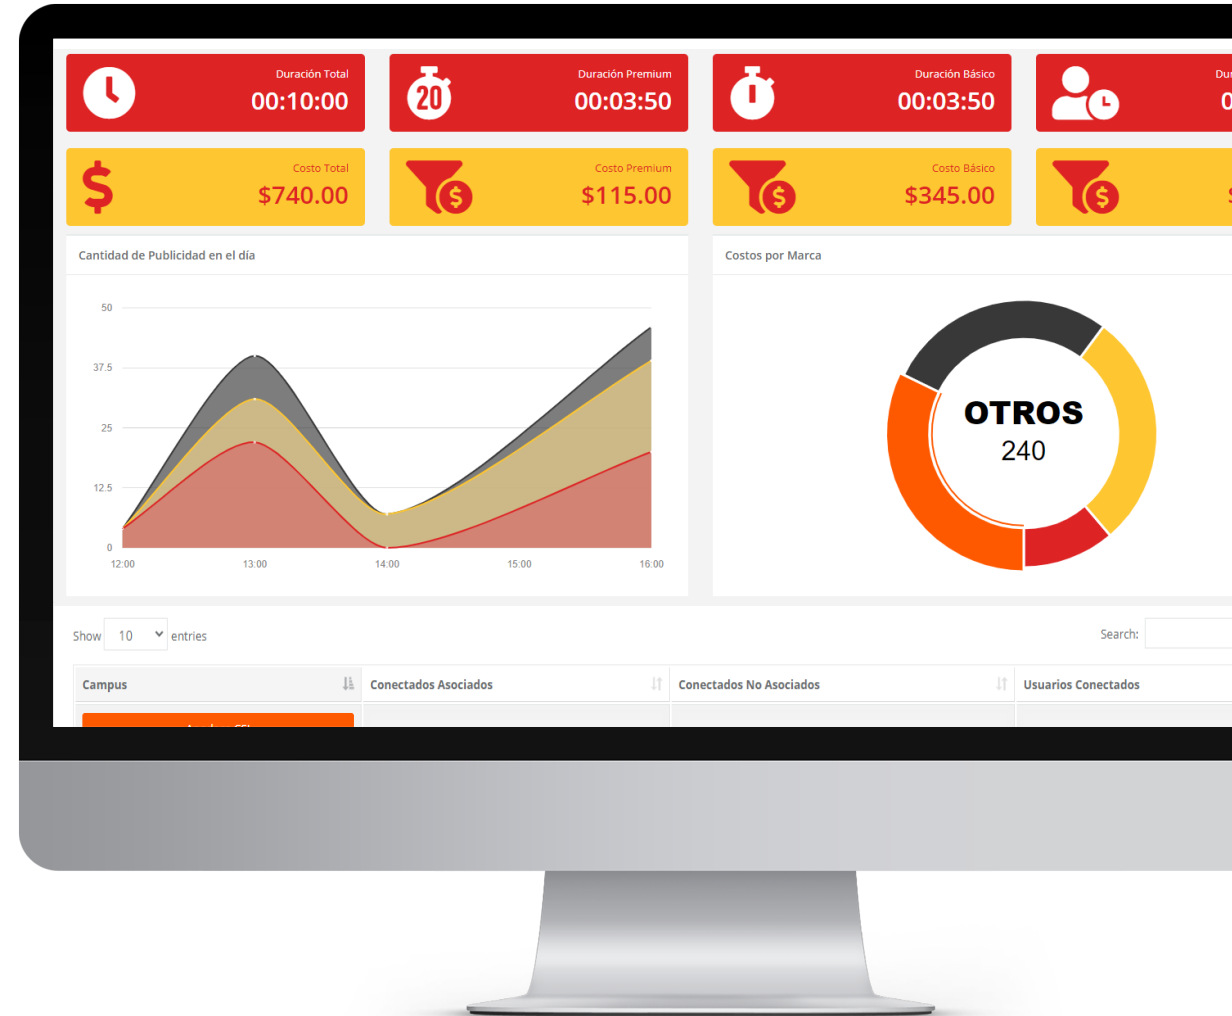 Duración Total
00:10:00
20
Duración Premium
00:03:50
Duración Básico
00:03:50
$
Costo Total
$740.00
$
Costo Premium
$115.00
$
Costo Básico
$345.00
$
Cantidad de Publicidad en el día
50
37.5
25
12.5
0
12:00 13:00 14:00 15:00 16:00
Costos por Marca
OTROS
240
Show 10 entries
Search:
Campus Conectados Asociados Conectados No Asociados Usuarios Conectados